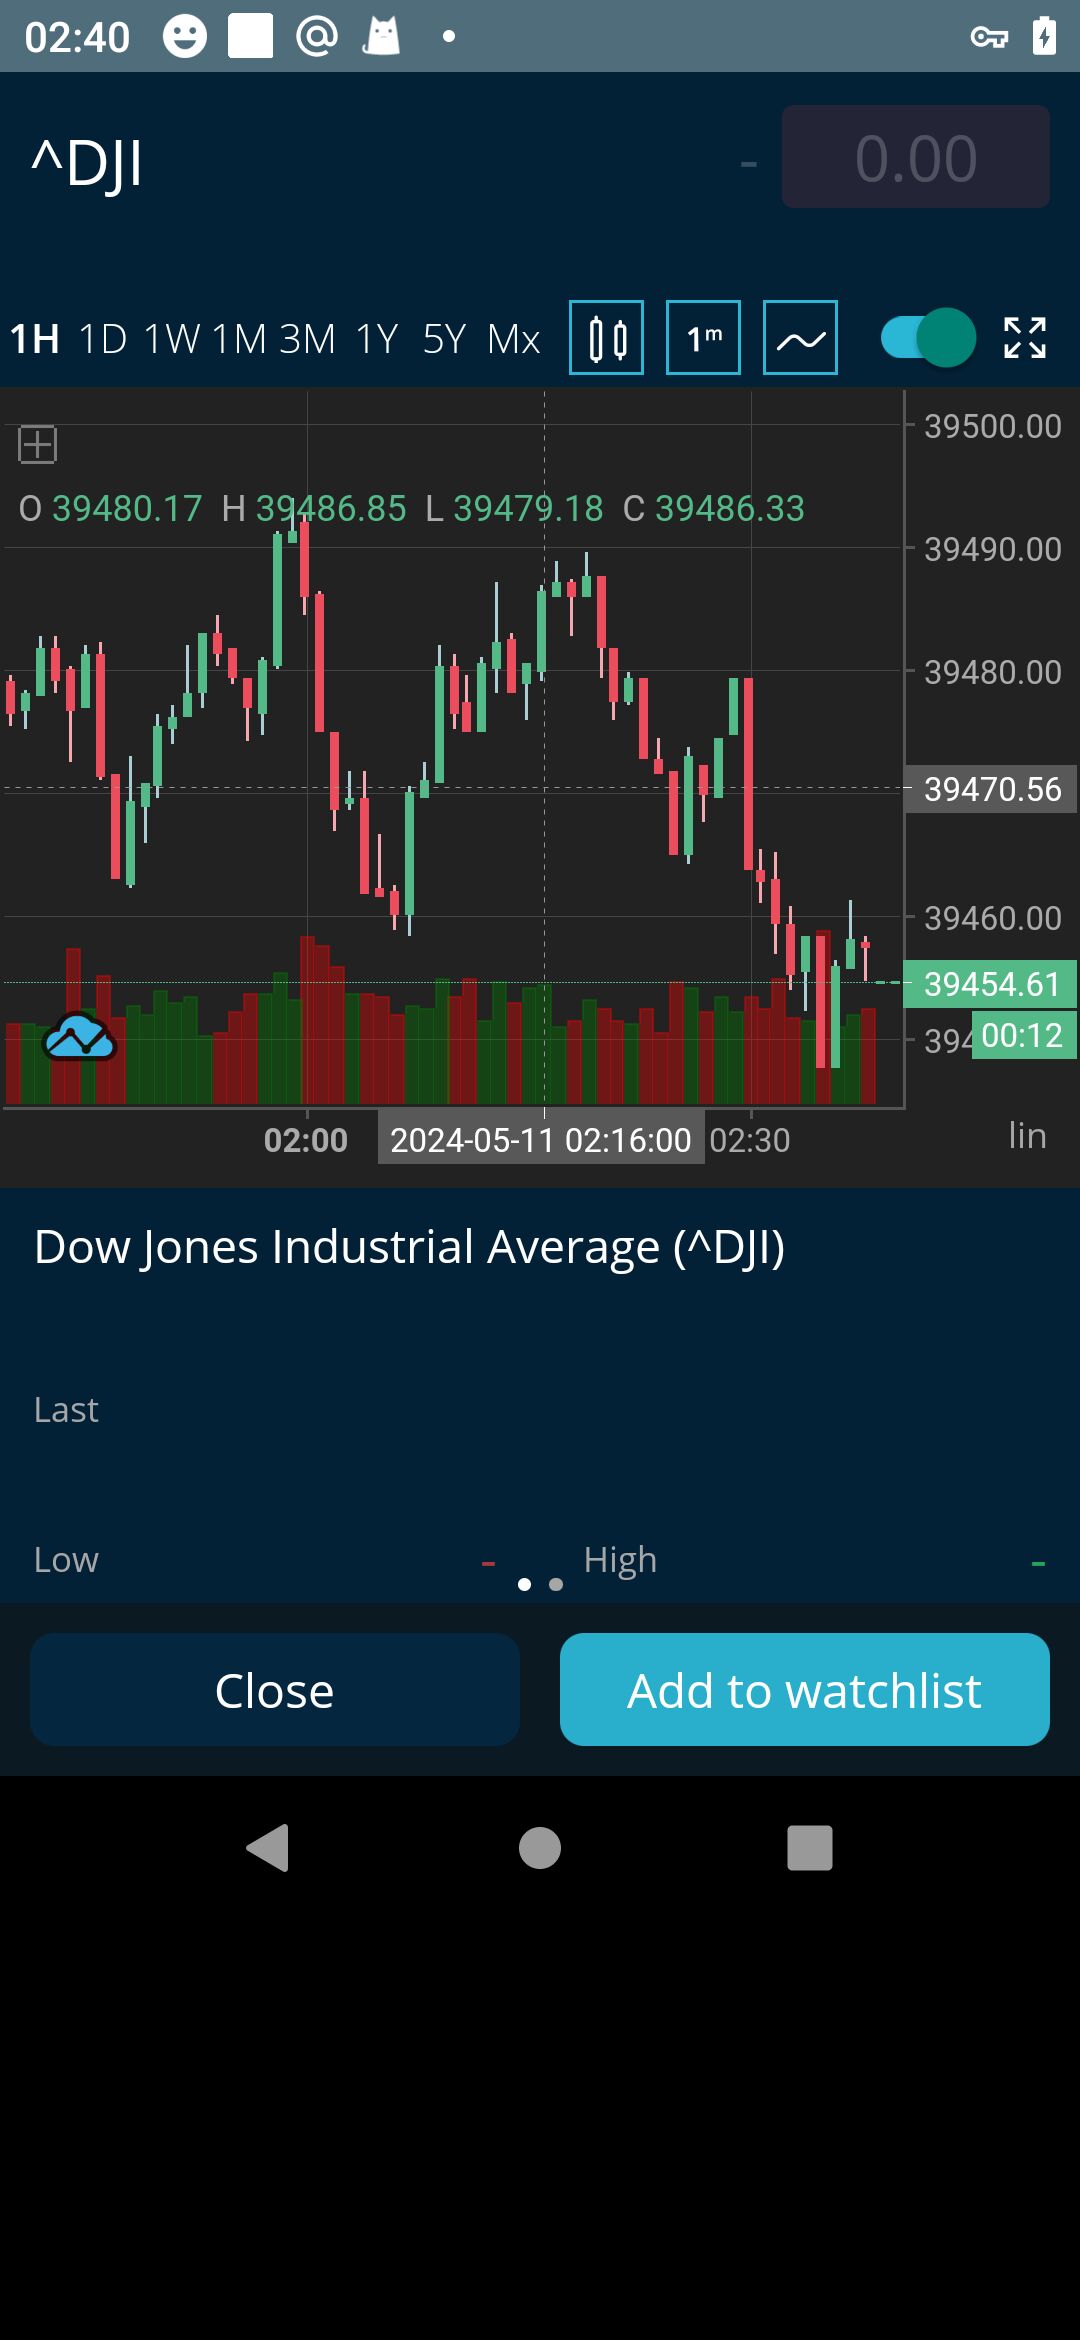 02:40
^DJI - 0.00
1H 1D 1W 1M 3M 1Y 5Y Mx 1m
39500.00
O 39480.17 H 39486.85 L 39479.18 C 39486.33
39490.00
39480.00
39470.56
39460.00
39454.61
00:12
02:00 2024-05-11 02:16:00 02:30 lin
Dow Jones Industrial Average (^DJI)
Last
Low - High -
Close Add to watchlist